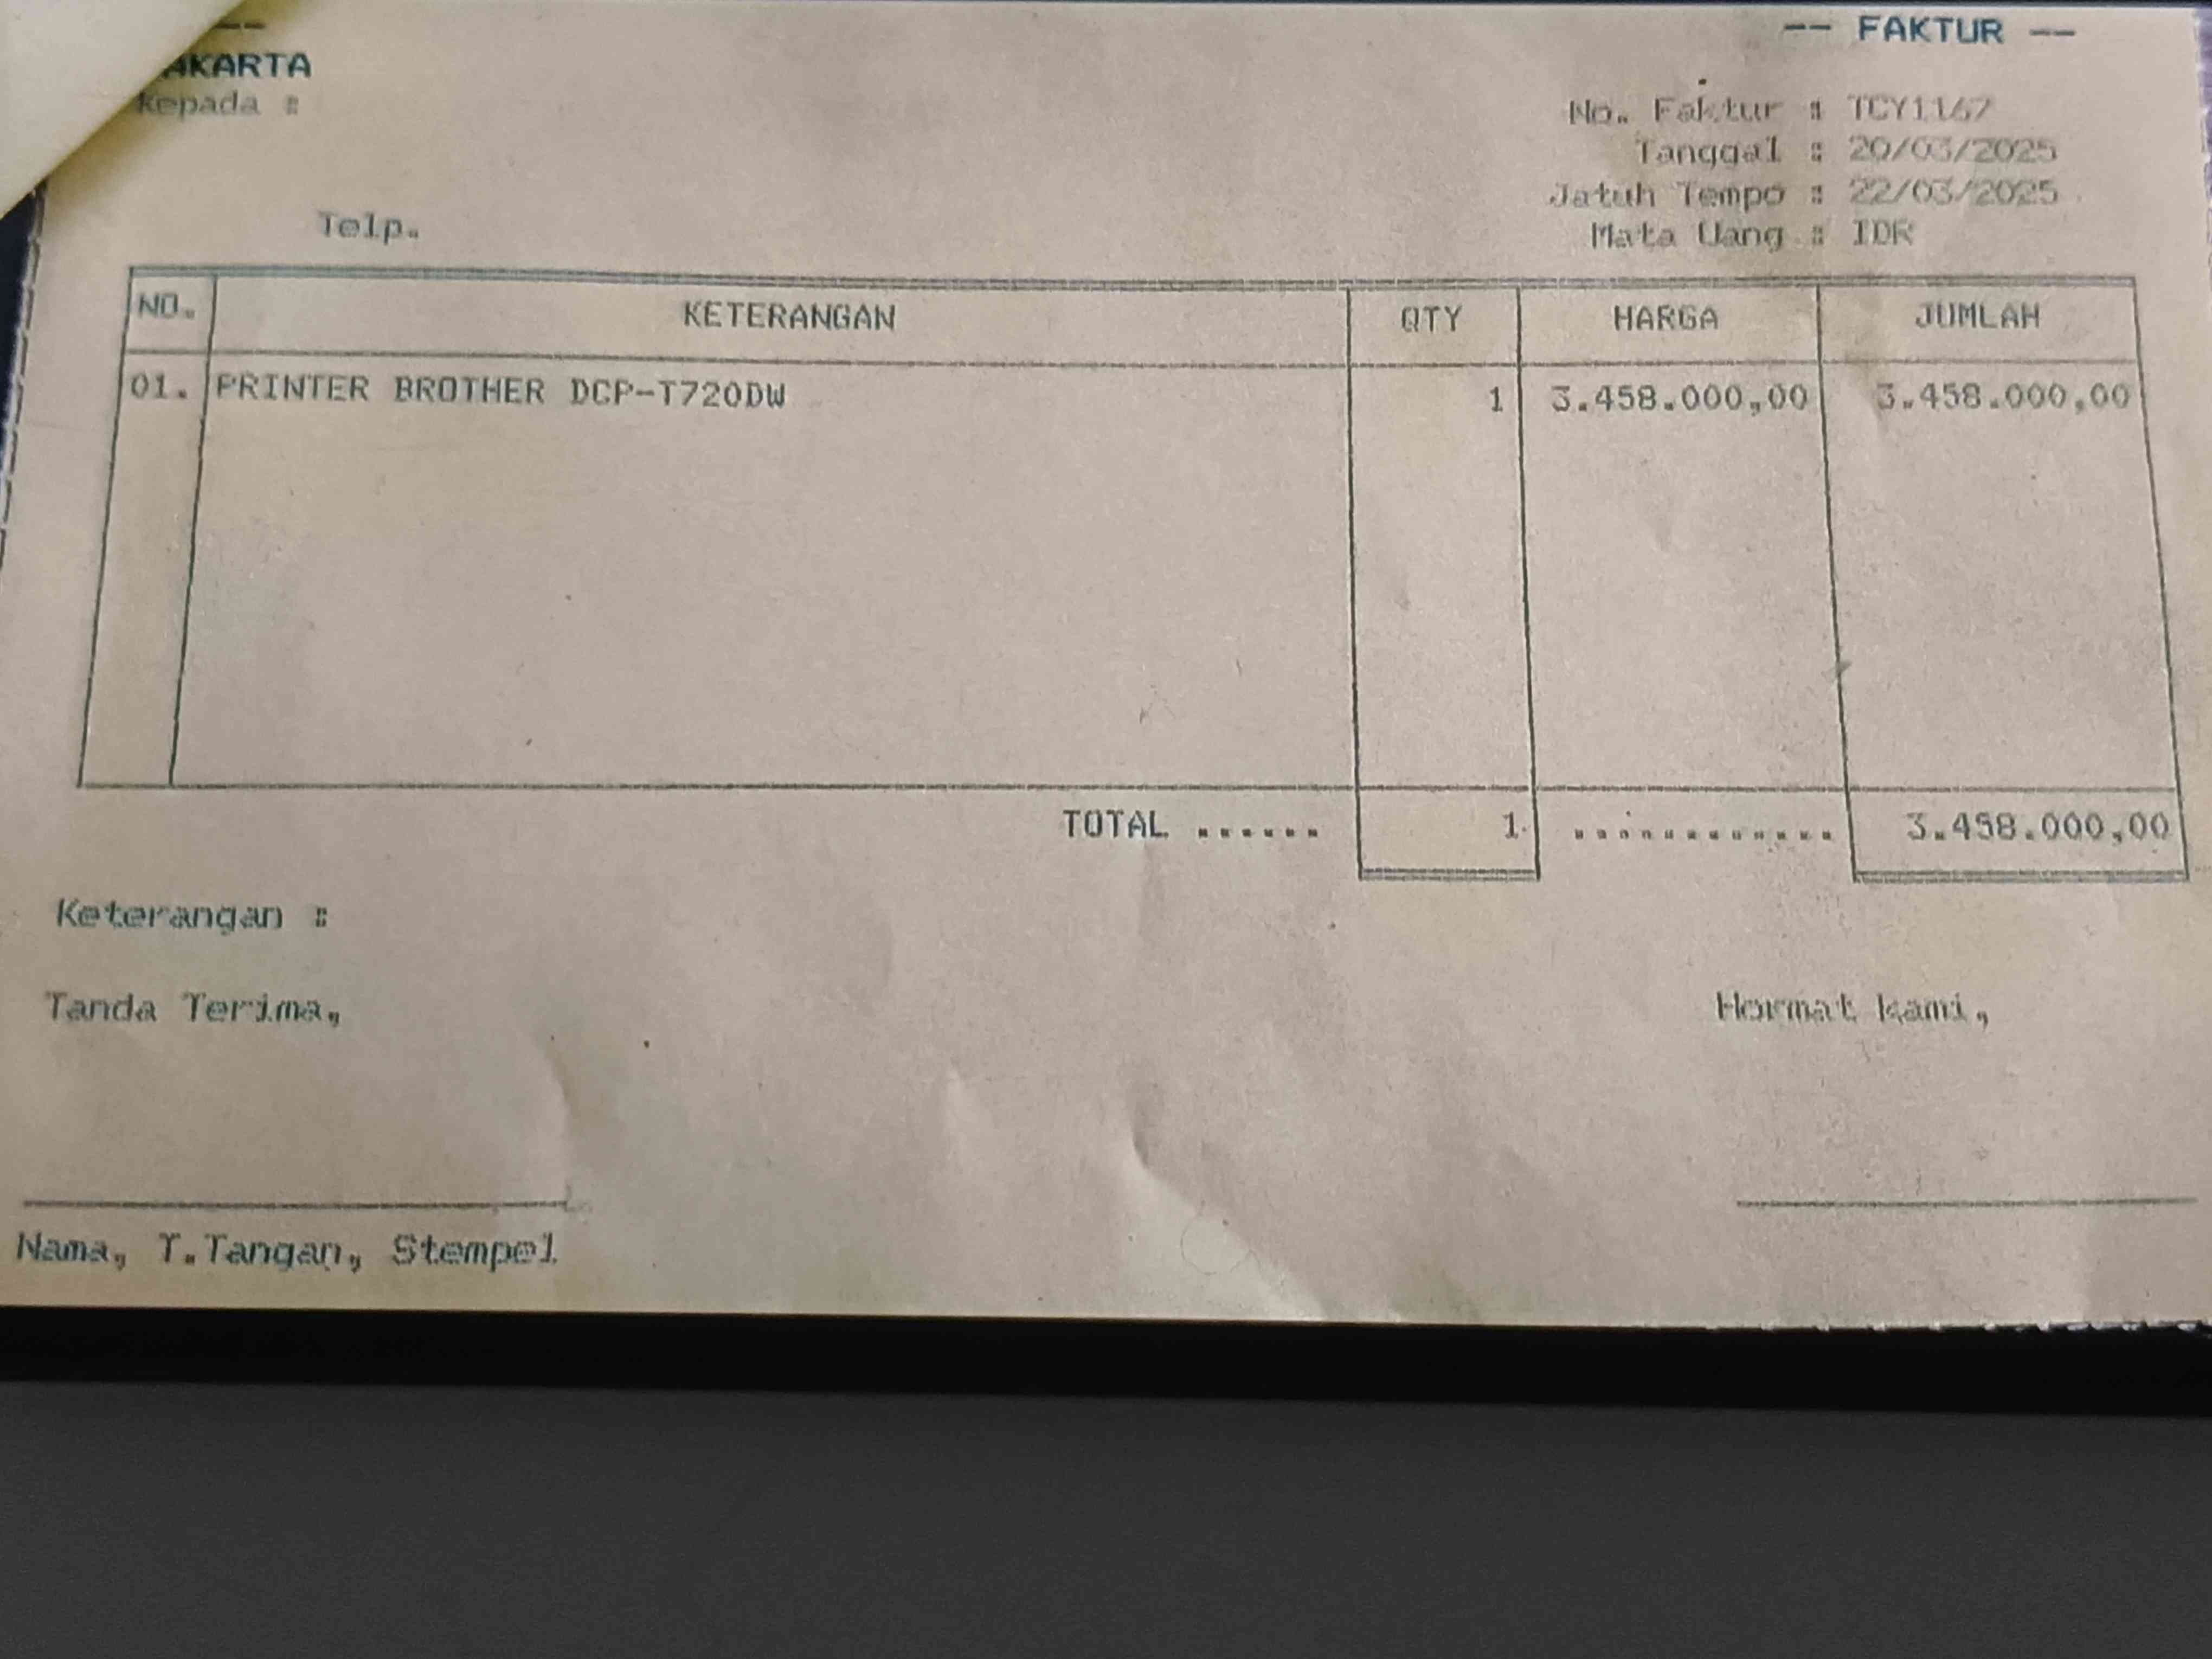 --
AKARTA
Kepada :
Telp.
-- FAKTUR --
No. Faktur : TCY1167
Tanggal : 20/03/2025
Jatuh Tempo : 22/03/2025
Mata Uang : IDR
NO. KETERANGAN QTY HARGA JUMLAH
01. PRINTER BROTHER DCP-T720DW 1 3.458.000,00 3.458.000,00
TOTAL ...... 1 ............ 3.458.000,00
Keterangan :
Tanda Terima,
Hormat Kami,
Nama, T.Tangan, Stempel